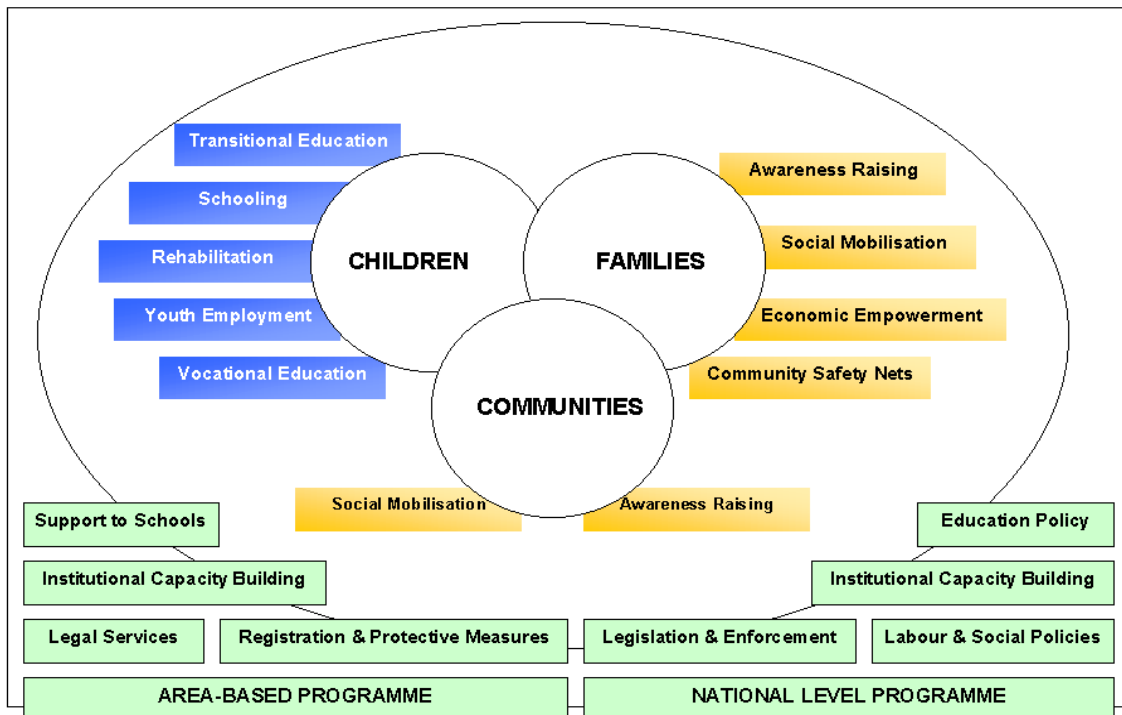 Transitional Education
Awareness Raising
Schooling
Social Mobilisation
CHILDREN
FAMILIES
Rehabilitation
Youth Employment
Economic Empowerment
Vocational Education
Community Safety Nets
COMMUNITIES
Social Mobilisation
Awareness Raising
Support to Schools
Education Policy
Institutional Capacity Building
Institutional Capacity Building
Legal Services
Registration & Protective Measures
Legislation & Enforcement
Labour & Social Policies
AREA-BASED PROGRAMME
NATIONAL LEVEL PROGRAMME